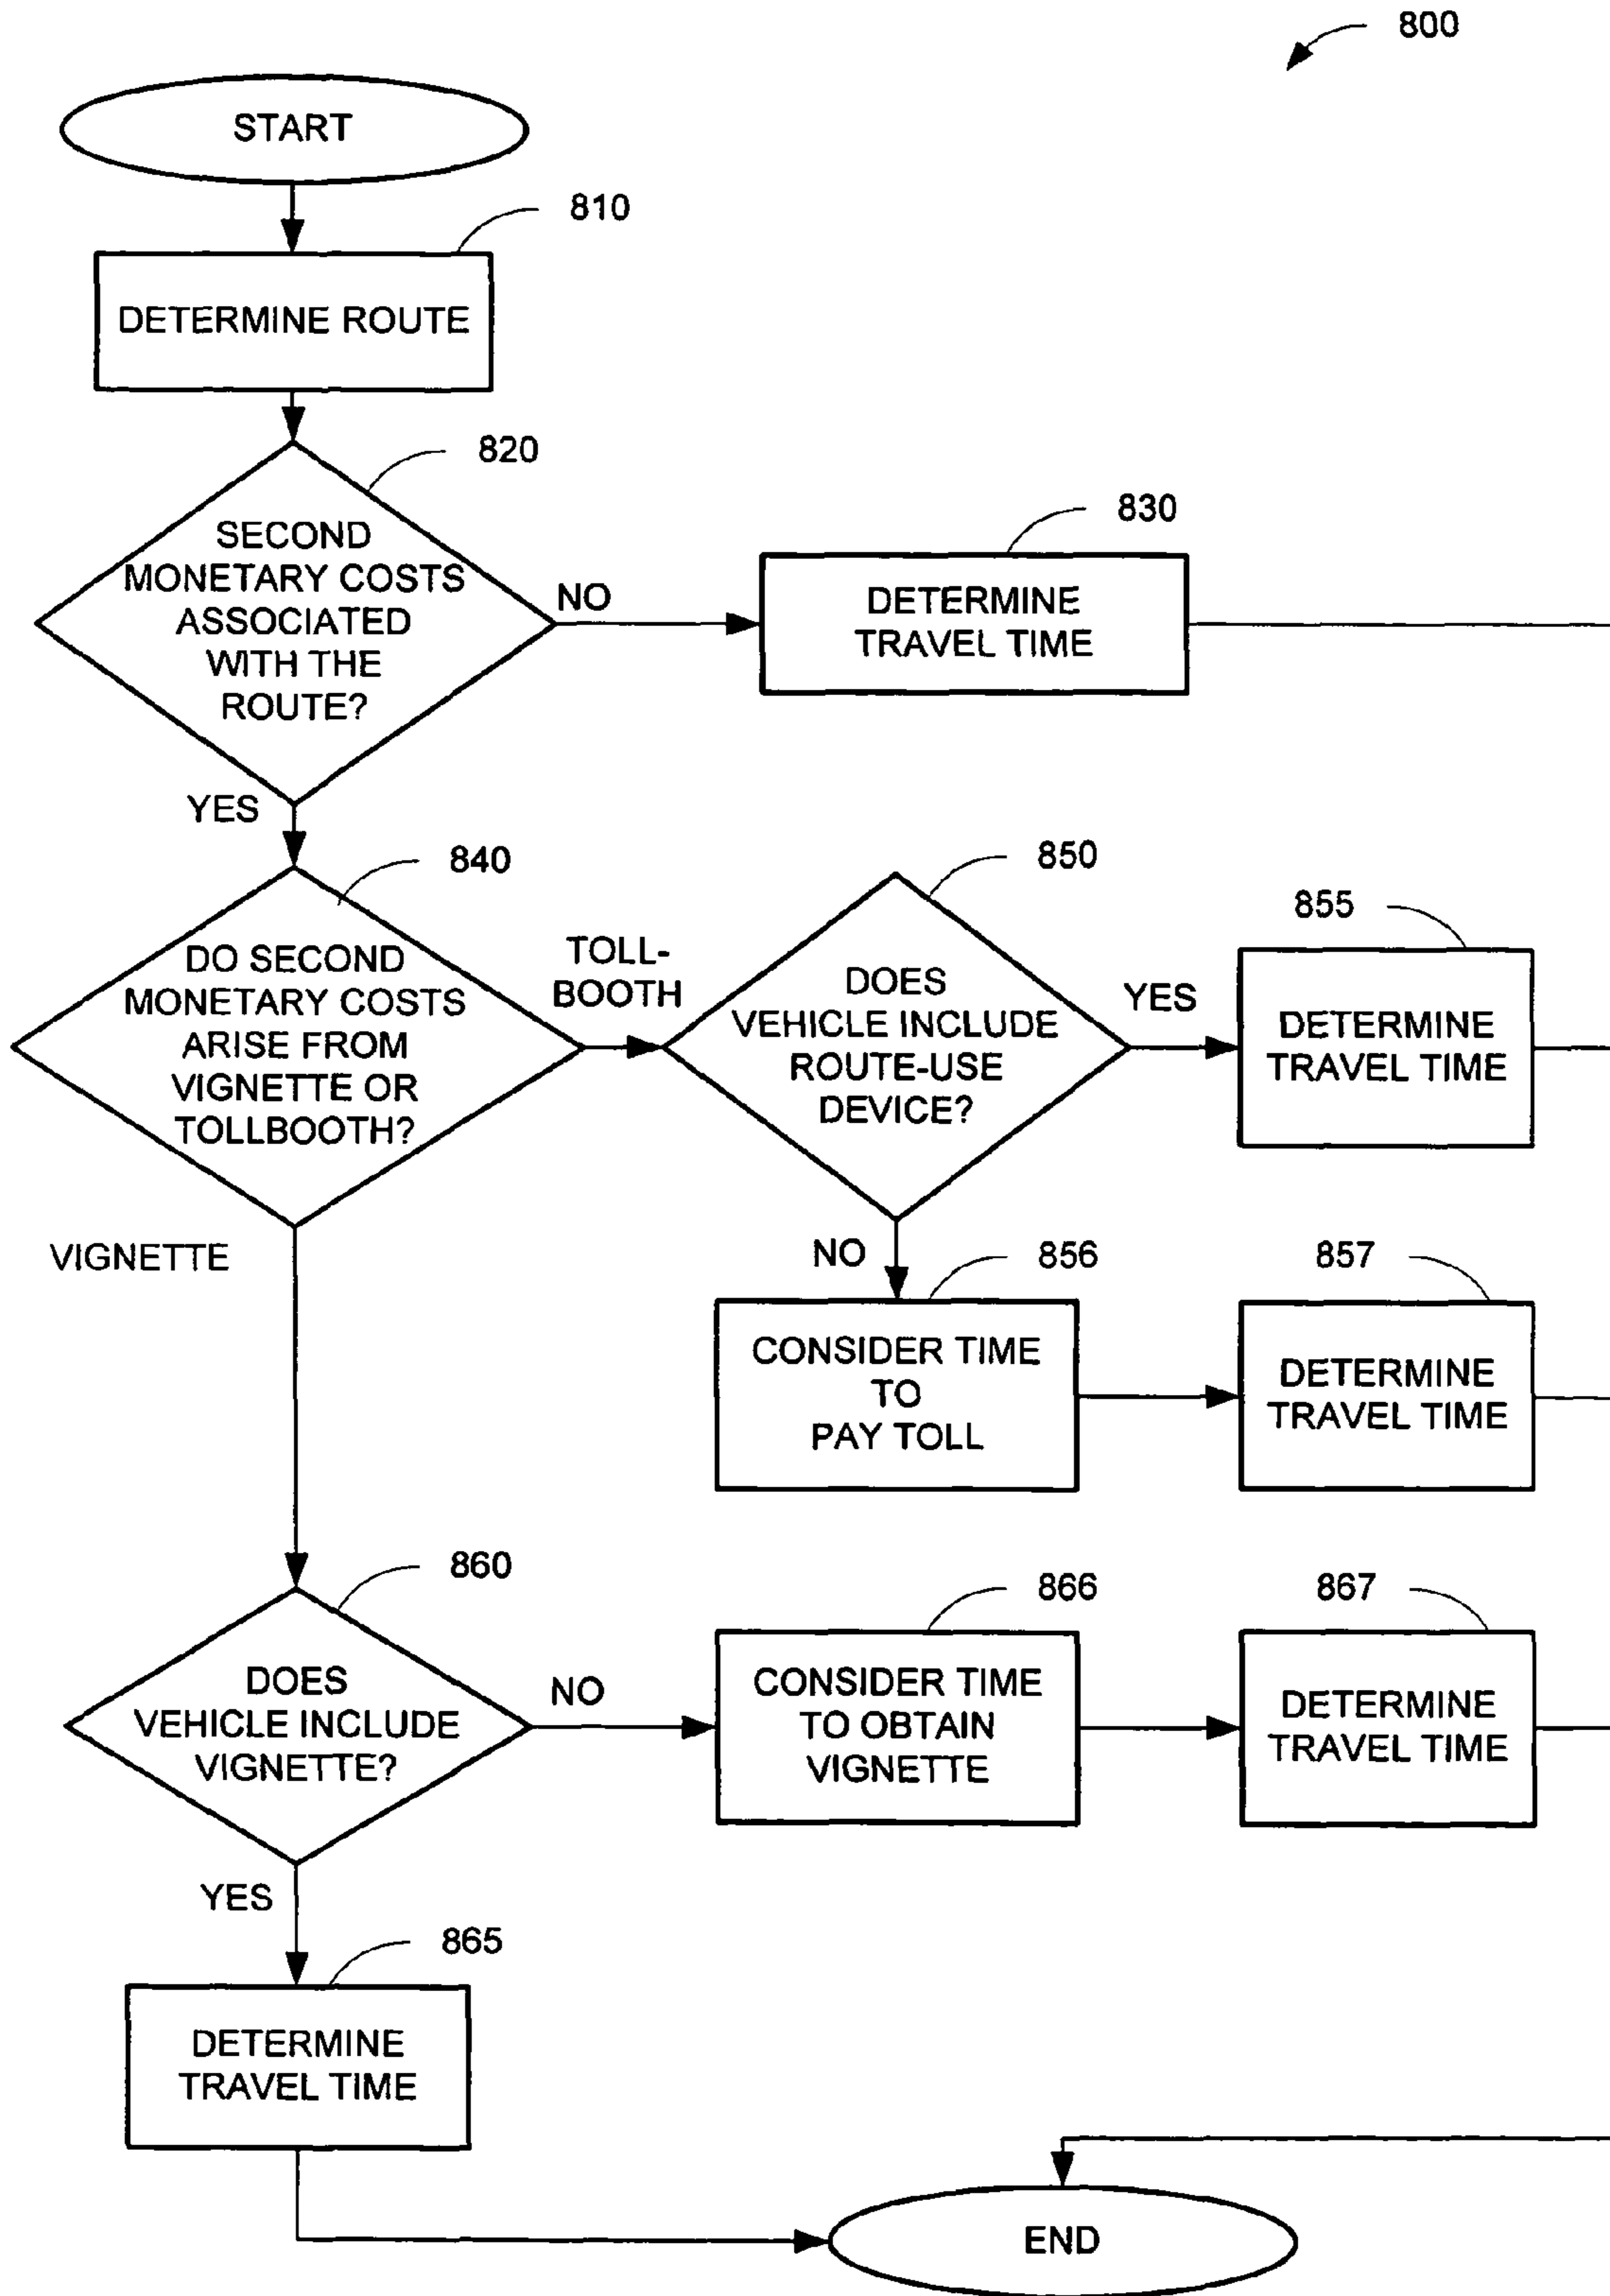 800
START
810
DETERMINE ROUTE
820
SECOND
MONETARY COSTS
ASSOCIATED
WITH THE
ROUTE?
NO
830
DETERMINE
TRAVEL TIME
YES
840
DO SECOND
MONETARY COSTS
ARISE FROM
VIGNETTE OR
TOLLBOOTH?
TOLL-
BOOTH
850
DOES
VEHICLE INCLUDE
ROUTE-USE
DEVICE?
YES
855
DETERMINE
TRAVEL TIME
VIGNETTE
NO
856
CONSIDER TIME
TO
PAY TOLL
857
DETERMINE
TRAVEL TIME
860
DOES
VEHICLE INCLUDE
VIGNETTE?
NO
866
CONSIDER TIME
TO OBTAIN
VIGNETTE
867
DETERMINE
TRAVEL TIME
YES
865
DETERMINE
TRAVEL TIME
END